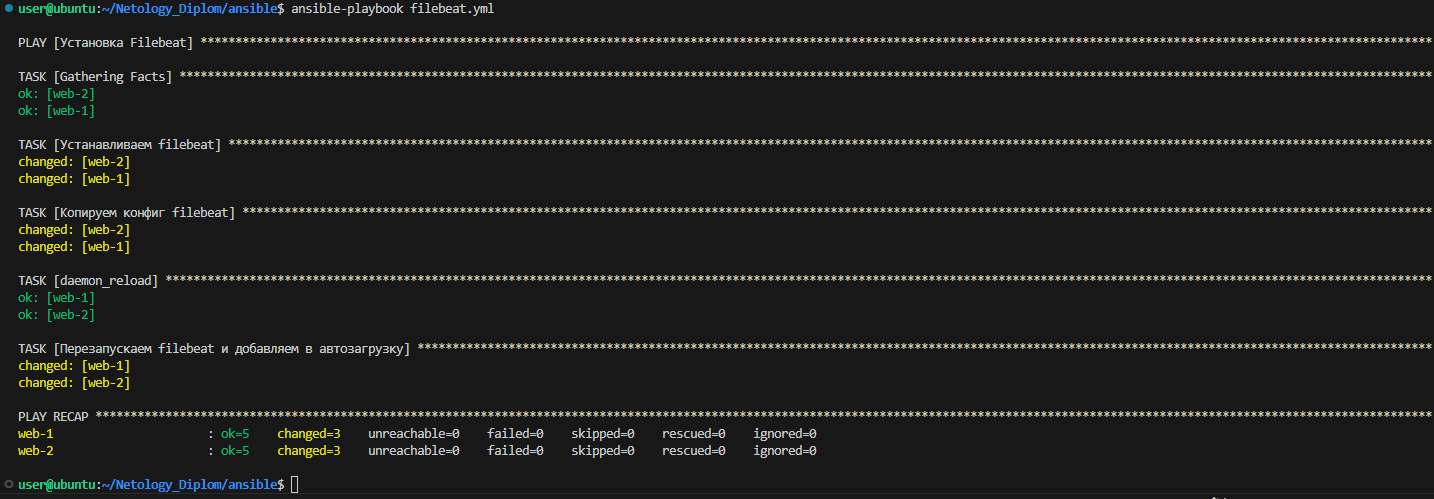 user@ubuntu:~/Netology_Diplom/ansible$ ansible-playbook filebeat.yml
PLAY [Установка Filebeat] ********************************************************************************************************************************************************************************
TASK [Gathering Facts] ***********************************************************************************************************************************************************************************
ok: [web-2]
ok: [web-1]
TASK [Устанавливаем filebeat] ****************************************************************************************************************************************************************************
changed: [web-2]
changed: [web-1]
TASK [Копируем конфиг filebeat] **************************************************************************************************************************************************************************
changed: [web-2]
changed: [web-1]
TASK [daemon_reload] *************************************************************************************************************************************************************************************
ok: [web-1]
ok: [web-2]
TASK [Перезапускаем filebeat и добавляем в автозагрузку] *************************************************************************************************************************************************
changed: [web-1]
changed: [web-2]
PLAY RECAP ***********************************************************************************************************************************************************************************************
web-1                      : ok=5    changed=3    unreachable=0    failed=0    skipped=0    rescued=0    ignored=0
web-2                      : ok=5    changed=3    unreachable=0    failed=0    skipped=0    rescued=0    ignored=0
user@ubuntu:~/Netology_Diplom/ansible$